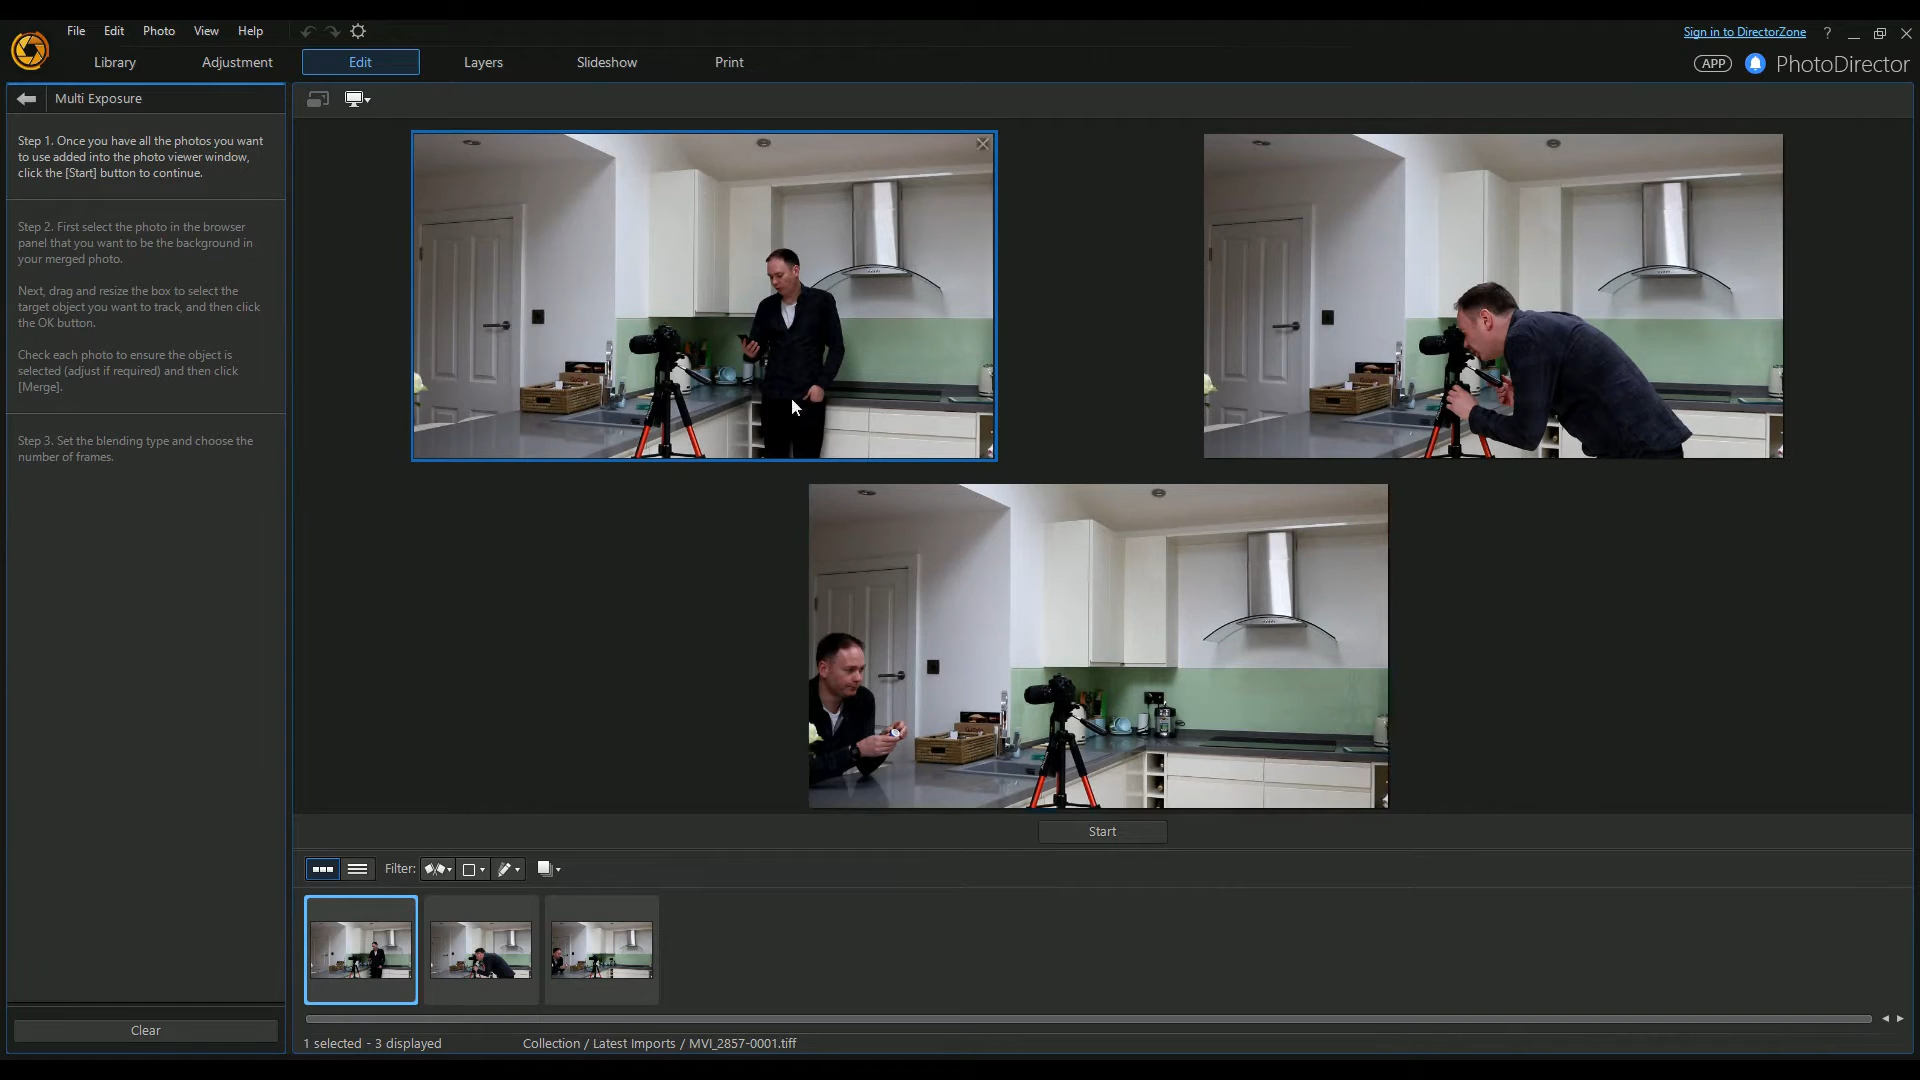 File Edit Photo View Help
Sign in to DirectorZone ?
Library Adjustment Edit Layers Slideshow Print
APP PhotoDirector
Multi Exposure
Step 1. Once you have all the photos you want
to use added into the photo viewer window,
click the [Start] button to continue.
Step 2. First select the photo in the browser
panel that you want to be the background in
your merged photo.
Next, drag and resize the box to select the
target object you want to track, and then click
the OK button.
Check each photo to ensure the object is
selected (adjust if required) and then click
[Merge].
Step 3. Set the blending type and choose the
number of frames.
Start
Filter:
Clear
1 selected - 3 displayed
Collection / Latest Imports / MVI_2857-0001.tiff